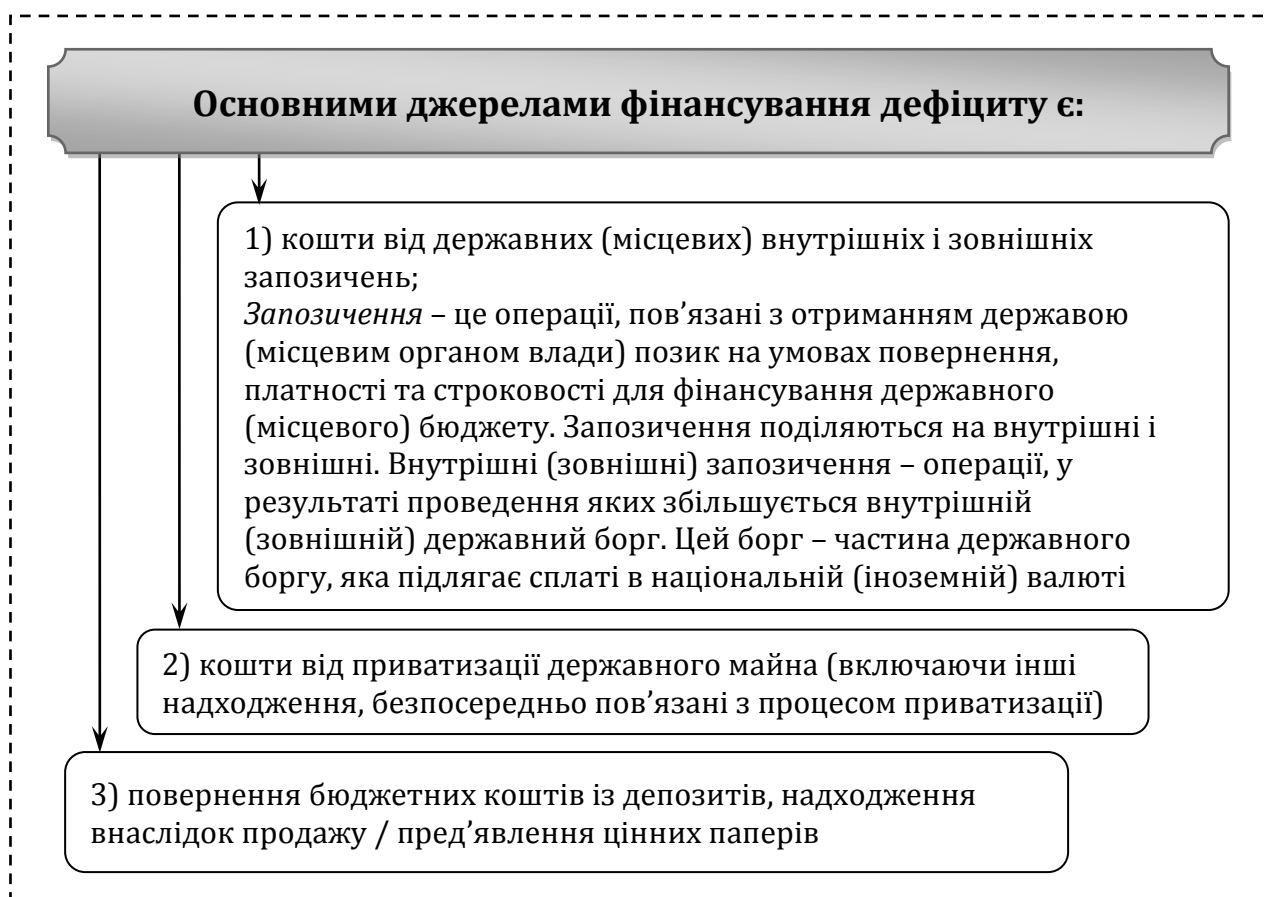 Основними джерелами фінансування дефіциту є:
1) кошти від державних (місцевих) внутрішніх і зовнішніх
запозичень;
Запозичення – це операції, пов’язані з отриманням державою
(місцевим органом влади) позик на умовах повернення,
платності та строковості для фінансування державного
(місцевого) бюджету. Запозичення поділяються на внутрішні і
зовнішні. Внутрішні (зовнішні) запозичення – операції, у
результаті проведення яких збільшується внутрішній
(зовнішній) державний борг. Цей борг – частина державного
боргу, яка підлягає сплаті в національній (іноземній) валюті
2) кошти від приватизації державного майна (включаючи інші
надходження, безпосередньо пов’язані з процесом приватизації)
3) повернення бюджетних коштів із депозитів, надходження
внаслідок продажу / пред’явлення цінних паперів